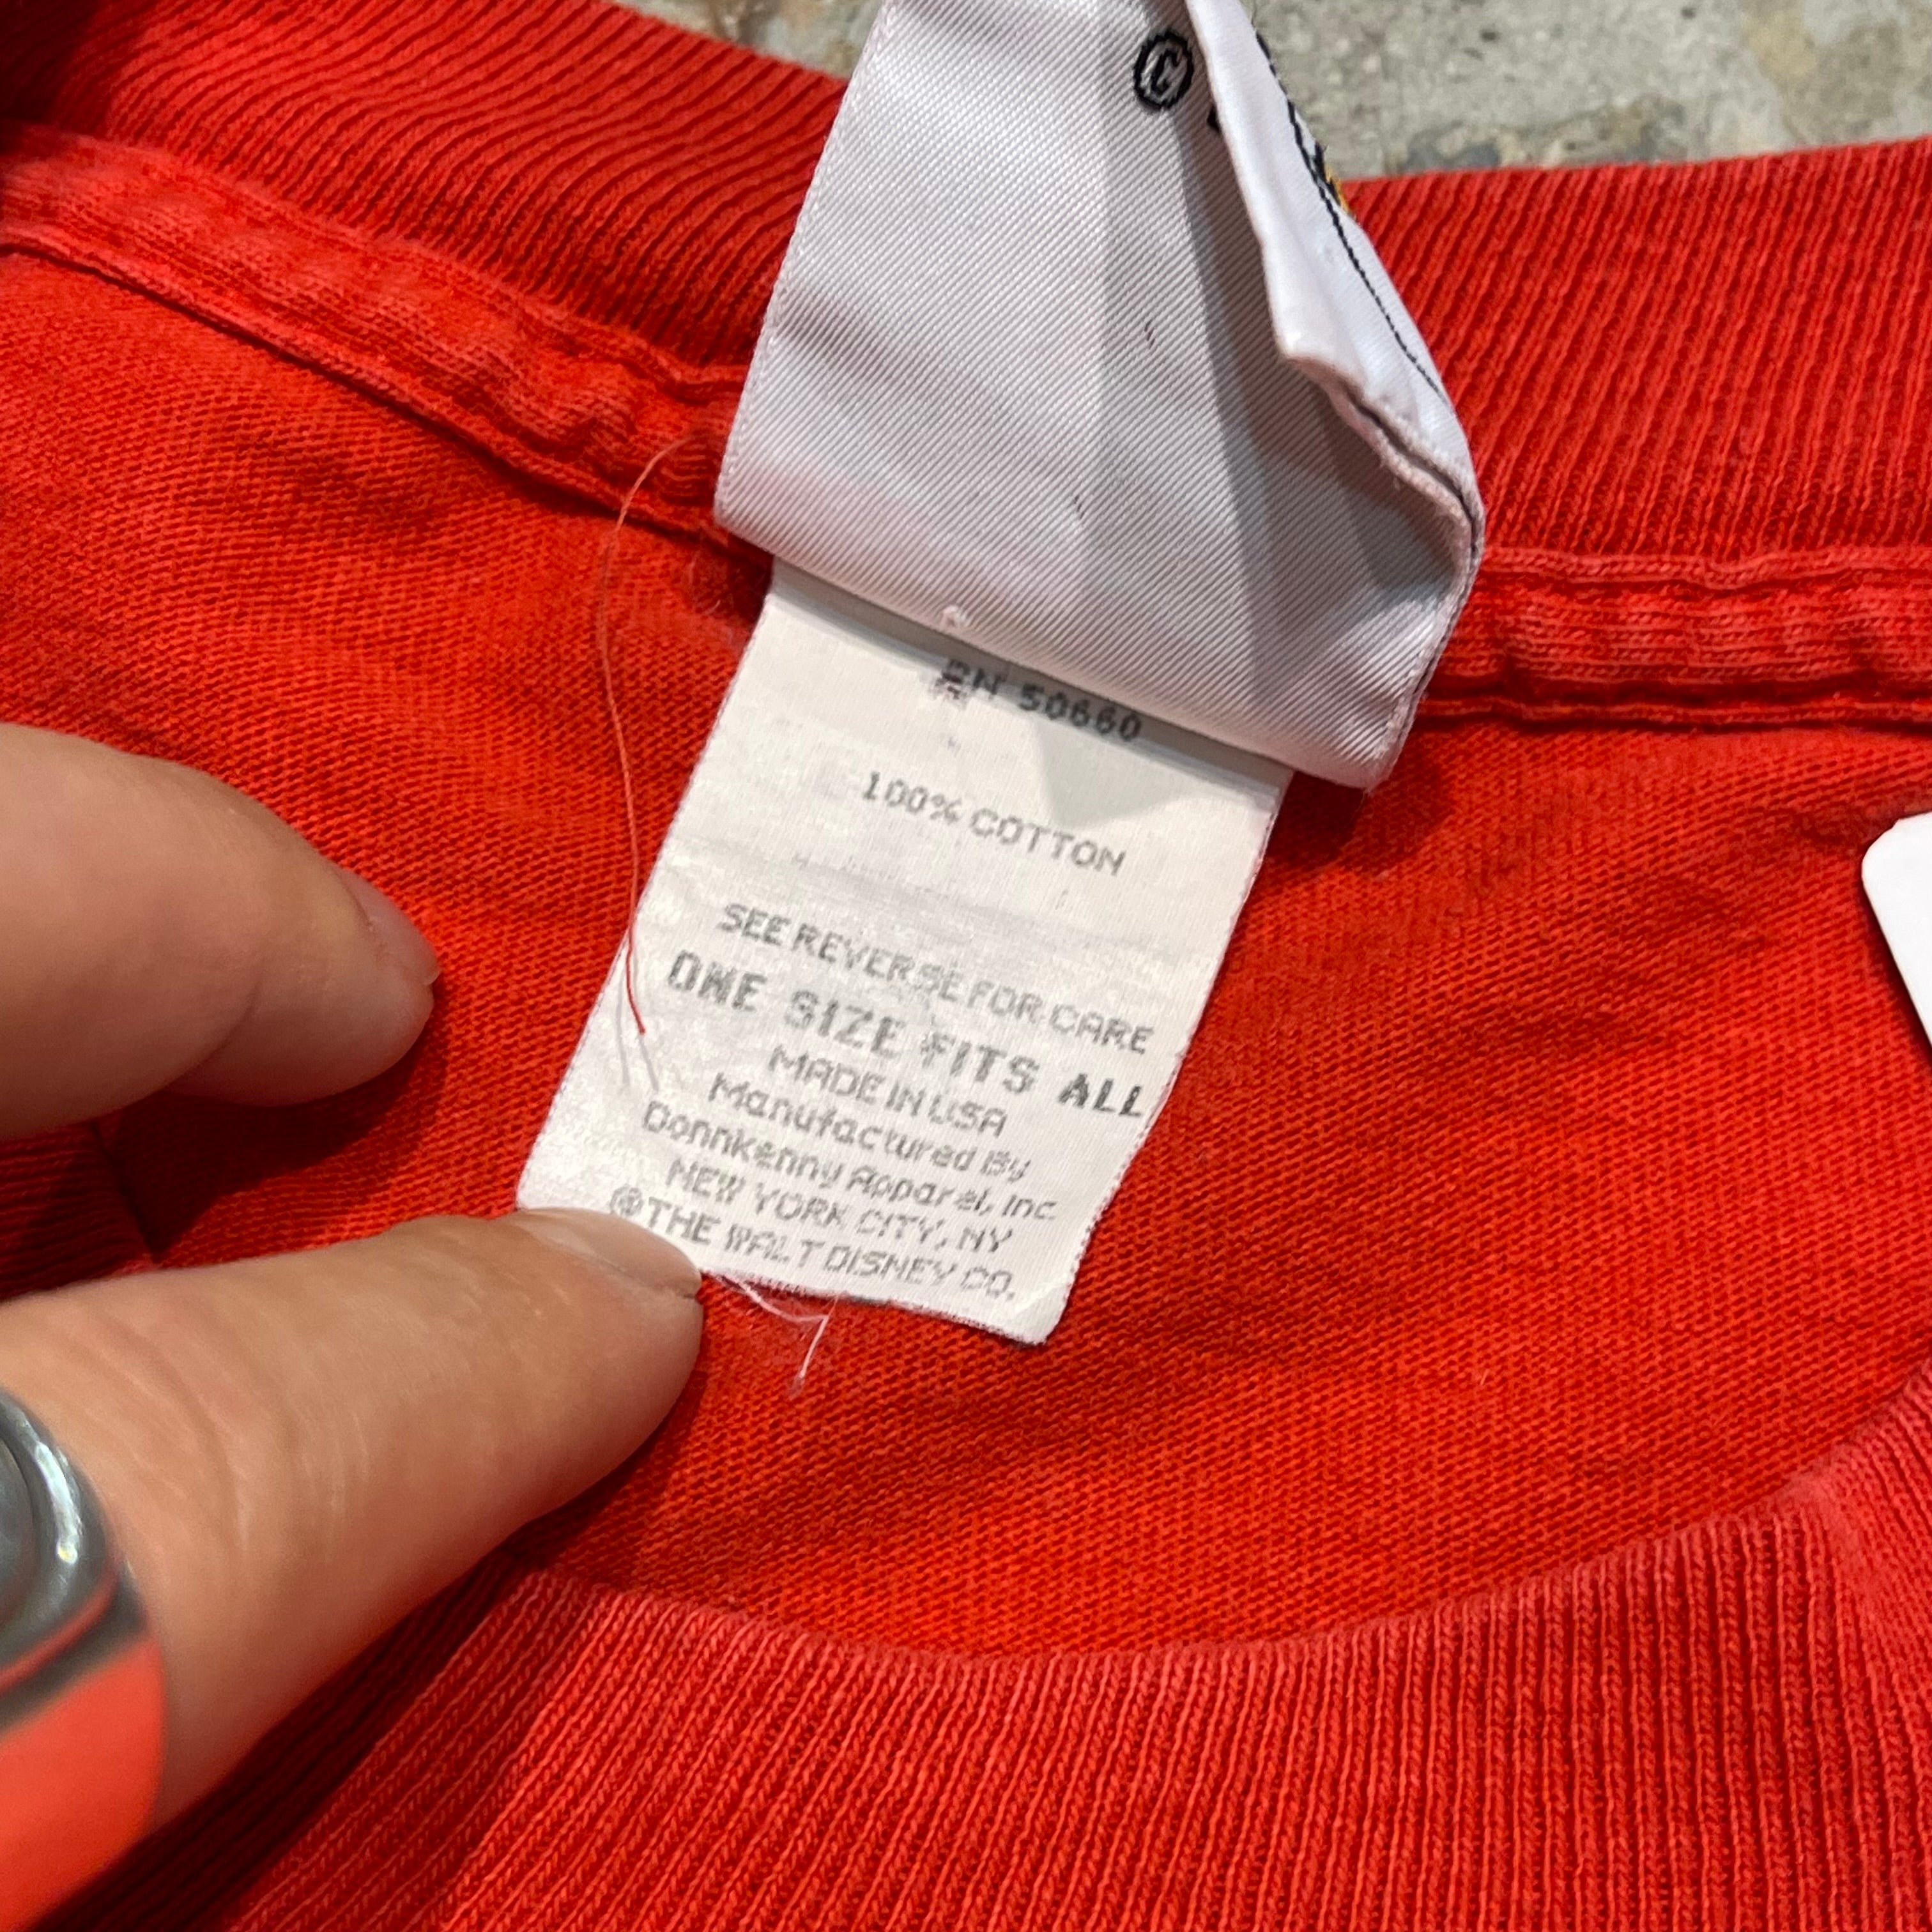 ©
RN 50660
100% COTTON
SEE REVERSE FOR CARE
ONE SIZE FITS ALL
MADE IN USA
Manufactured By
Donnkenny Apparel, Inc
NEW YORK CITY, NY
©THE WALT DISNEY CO.